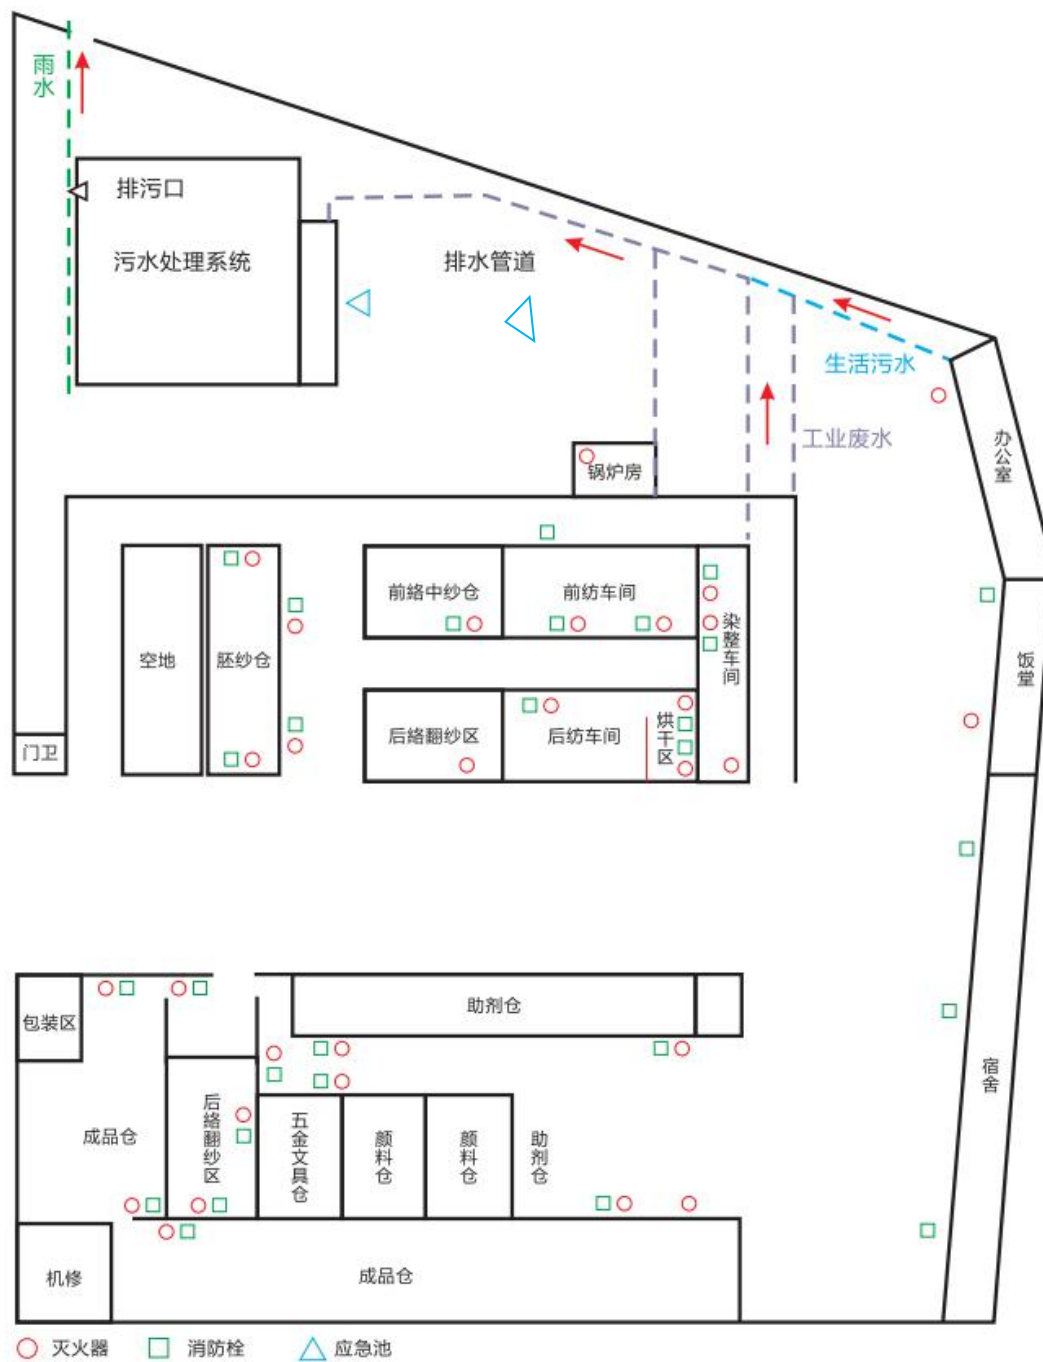 雨水
排污口
污水处理系统
排水管道
生活污水
工业废水
办公室
锅炉房
前络中纱仓
前纺车间
染整车间
空地
胚纱仓
饭堂
后络翻纱区
后纺车间
烘干区
门卫
包装区
助剂仓
宿舍
成品仓
后络翻纱区
五金文具仓
颜料仓
颜料仓
助剂仓
机修
成品仓
灭火器
消防栓
应急池